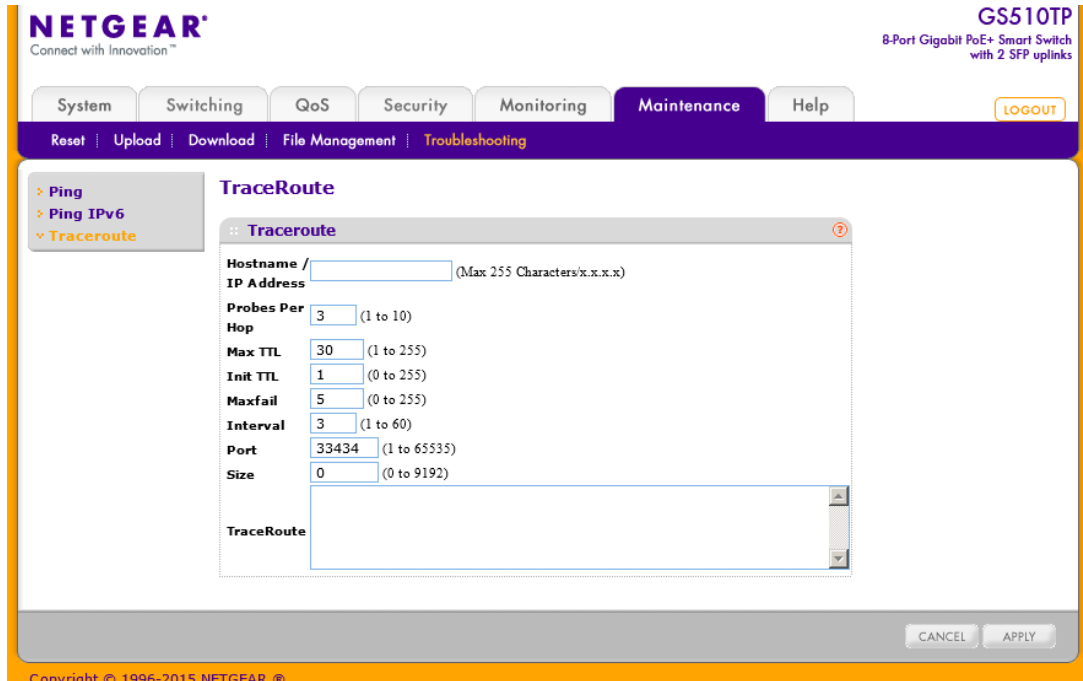 NETGEAR®
Connect with Innovation™
GS510TP
8-Port Gigabit PoE+ Smart Switch
with 2 SFP uplinks
System Switching QoS Security Monitoring Maintenance Help LOGOUT
Reset Upload Download File Management Troubleshooting
Ping
Ping IPv6
Traceroute
TraceRoute
Traceroute ?
Hostname /
IP Address (Max 255 Characters/x.x.x.x)
Probes Per
Hop 3 (1 to 10)
Max TTL 30 (1 to 255)
Init TTL 1 (0 to 255)
Maxfail 5 (0 to 255)
Interval 3 (1 to 60)
Port 33434 (1 to 65535)
Size 0 (0 to 9192)
TraceRoute
CANCEL APPLY
Copyright © 1996-2015 NETGEAR ®